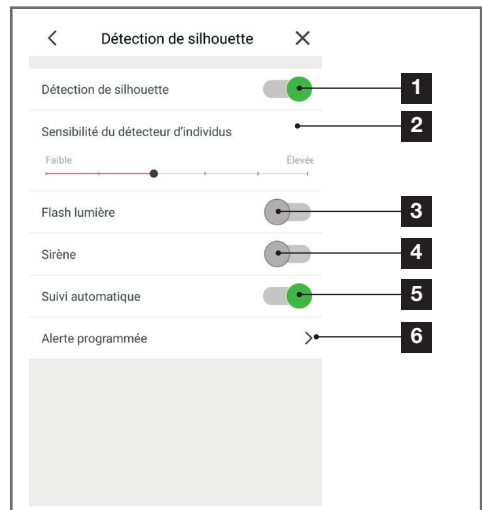 Détection de silhouette
Détection de silhouette 1
Sensibilité du détecteur d'individus 2
Faible Élevée
Flash lumière 3
Sirène 4
Suivi automatique 5
Alerte programmée 6